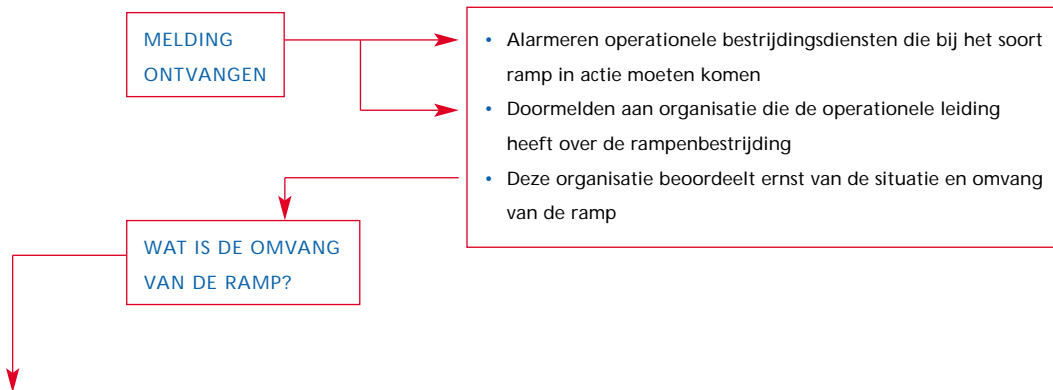 MELDING
ONTVANGEN
• Alarmeren operationele bestrijdingsdiensten die bij het soort
ramp in actie moeten komen
• Doormelden aan organisatie die de operationele leiding
heeft over de rampenbestrijding
• Deze organisatie beoordeelt ernst van de situatie en omvang
van de ramp
WAT IS DE OMVANG
VAN DE RAMP?